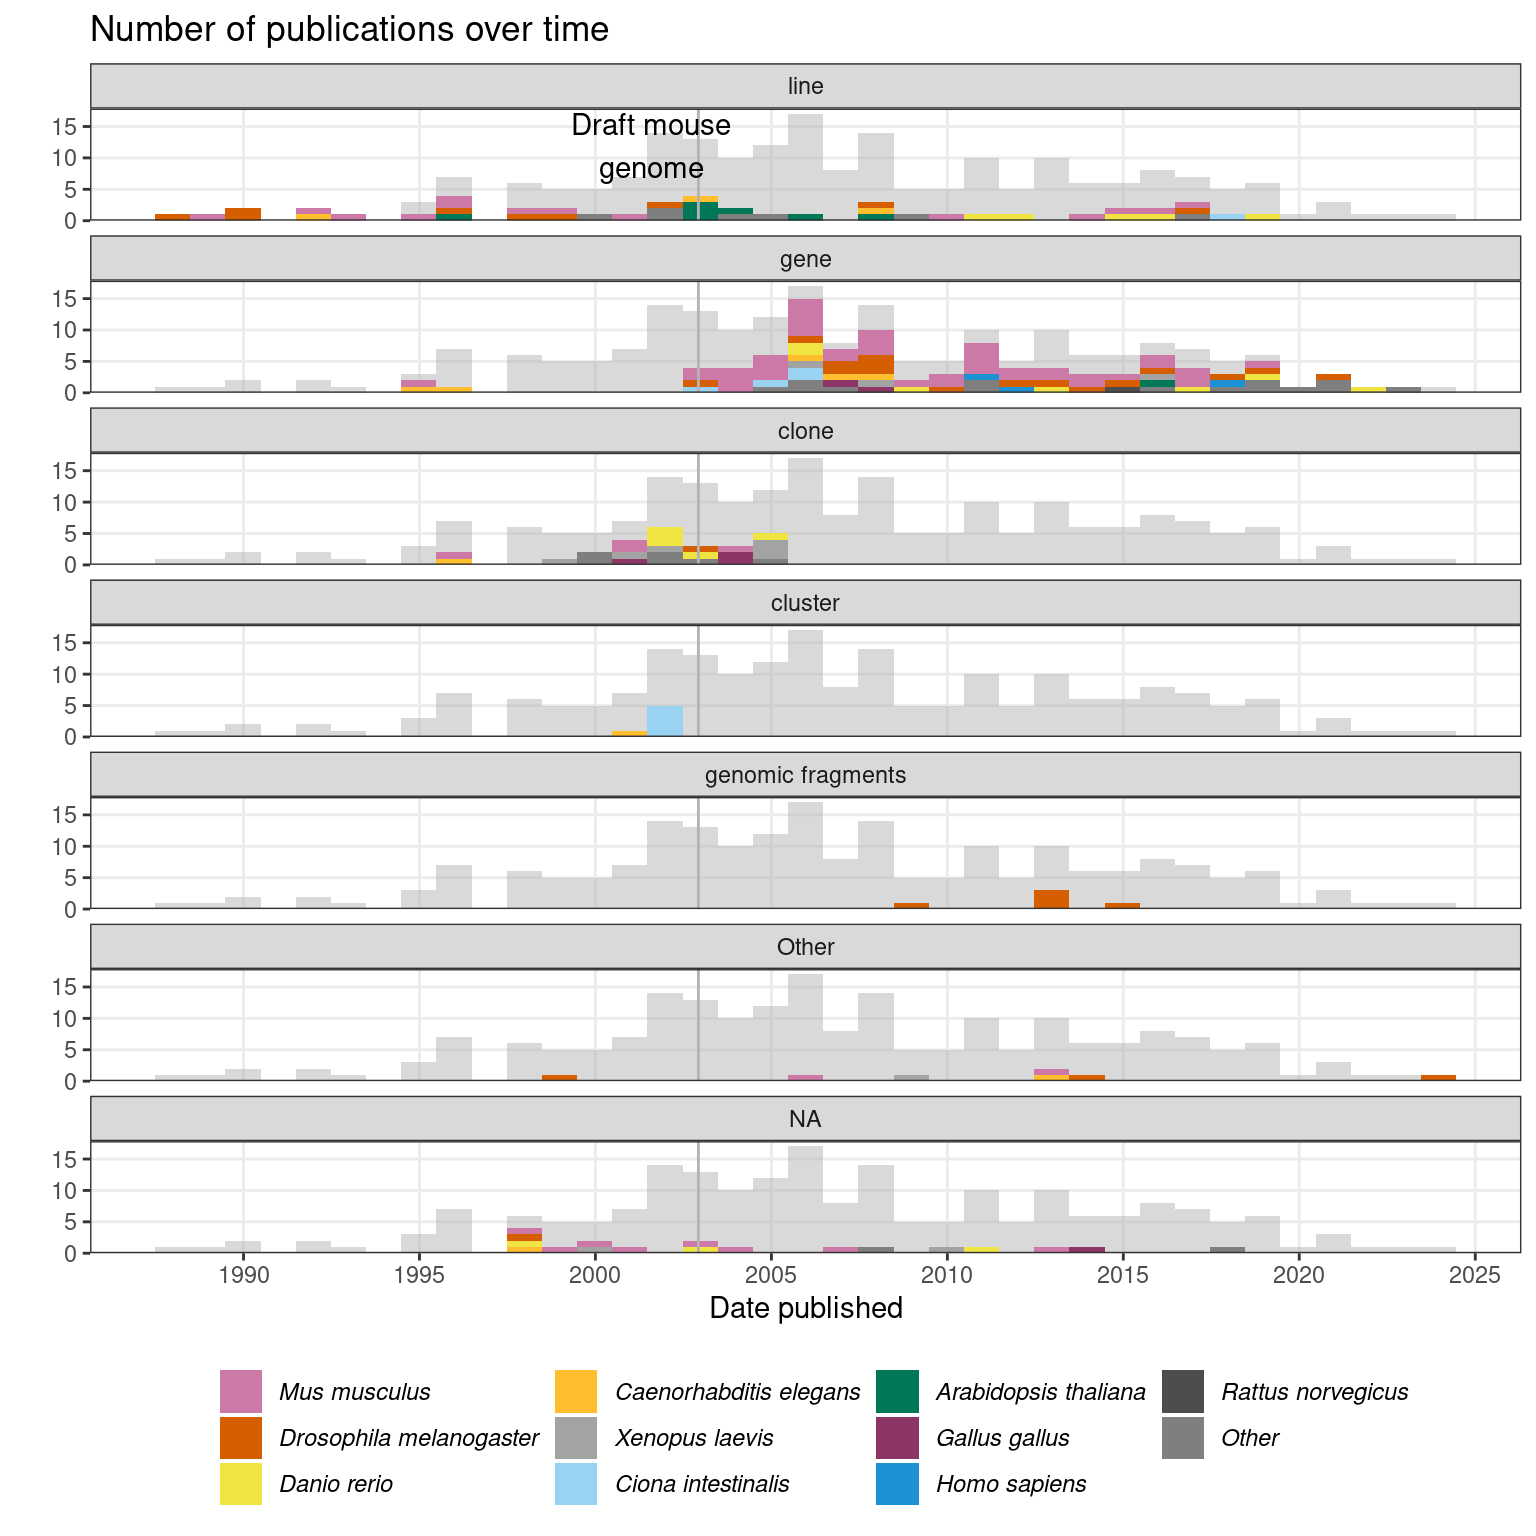 Number of publications over time
line
15
10
5
0
Draft mouse
genome
gene
15
10
5
0
clone
15
10
5
0
cluster
15
10
5
0
genomic fragments
15
10
5
0
Other
15
10
5
0
NA
15
10
5
0
1990 1995 2000 2005 2010 2015 2020 2025
Date published
Mus musculus Caenorhabditis elegans Arabidopsis thaliana Rattus norvegicus
Drosophila melanogaster Xenopus laevis Gallus gallus Other
Danio rerio Ciona intestinalis Homo sapiens